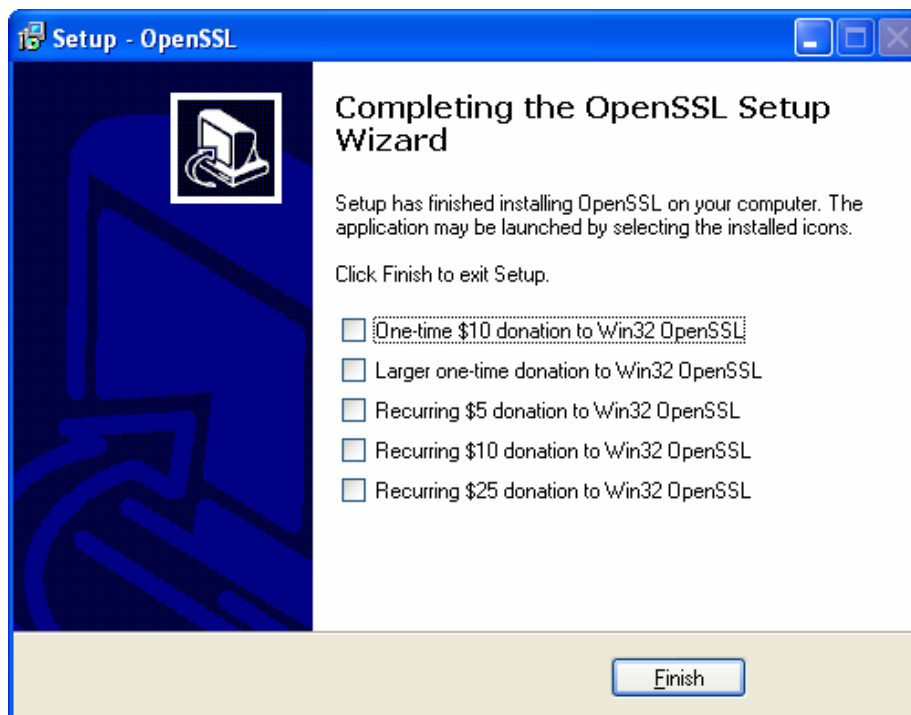 Setup - OpenSSL
Completing the OpenSSL Setup
Wizard
Setup has finished installing OpenSSL on your computer. The
application may be launched by selecting the installed icons.
Click Finish to exit Setup.
One-time $10 donation to Win32 OpenSSL
Larger one-time donation to Win32 OpenSSL
Recurring $5 donation to Win32 OpenSSL
Recurring $10 donation to Win32 OpenSSL
Recurring $25 donation to Win32 OpenSSL
Finish